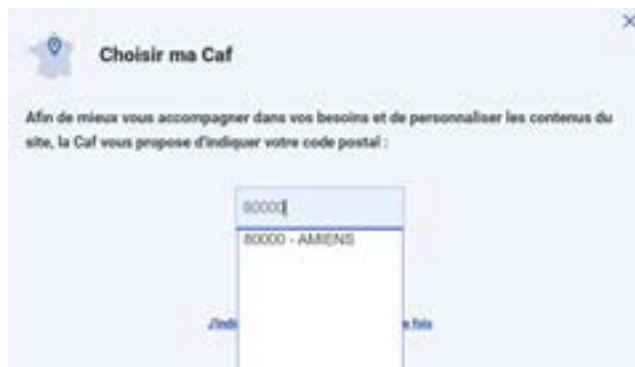 Choisir ma Caf
Afin de mieux vous accompagner dans vos besoins et de personnaliser les contenus du
site, la Caf vous propose d'indiquer votre code postal :
80000
80000 - AMIENS
fois